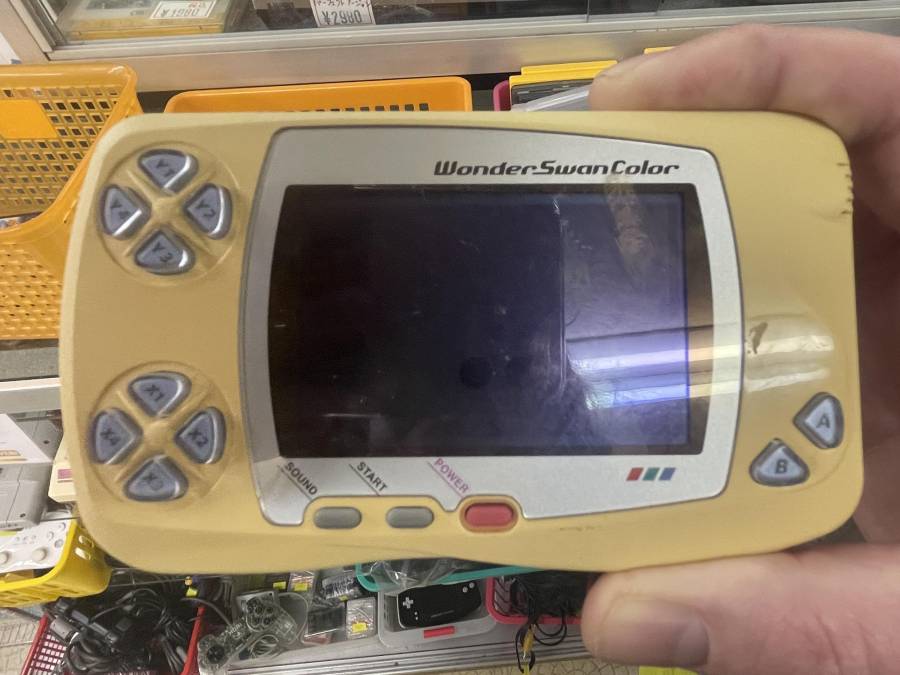 ¥1980
¥2980
WonderSwanColor
Y1
Y4
Y2
Y3
X1
X4
X2
X3
A
B
SOUND
START
POWER